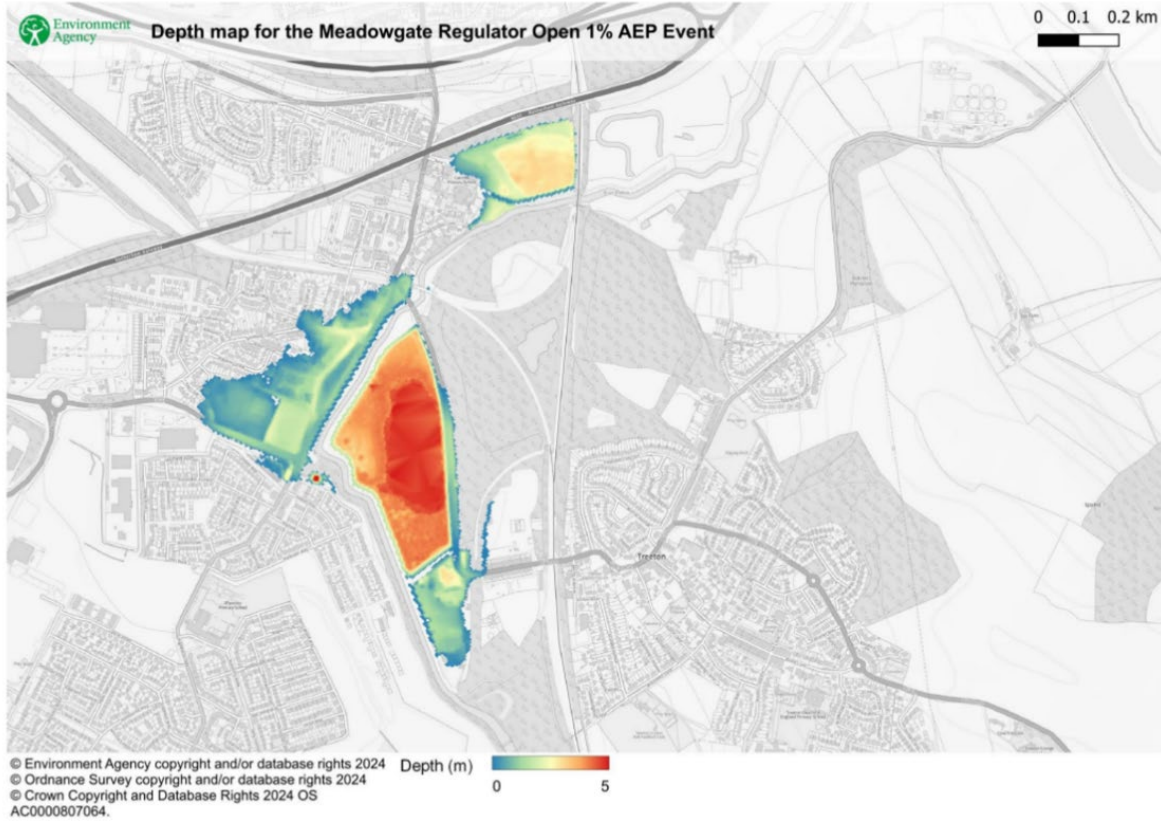 Environment
Agency
Depth map for the Meadowgate Regulator Open 1% AEP Event
0 0.1 0.2 km
Treeton
© Environment Agency copyright and/or database rights 2024
© Ordnance Survey copyright and/or database rights 2024
© Crown Copyright and Database Rights 2024 OS
AC0000807064.
Depth (m)
0 5